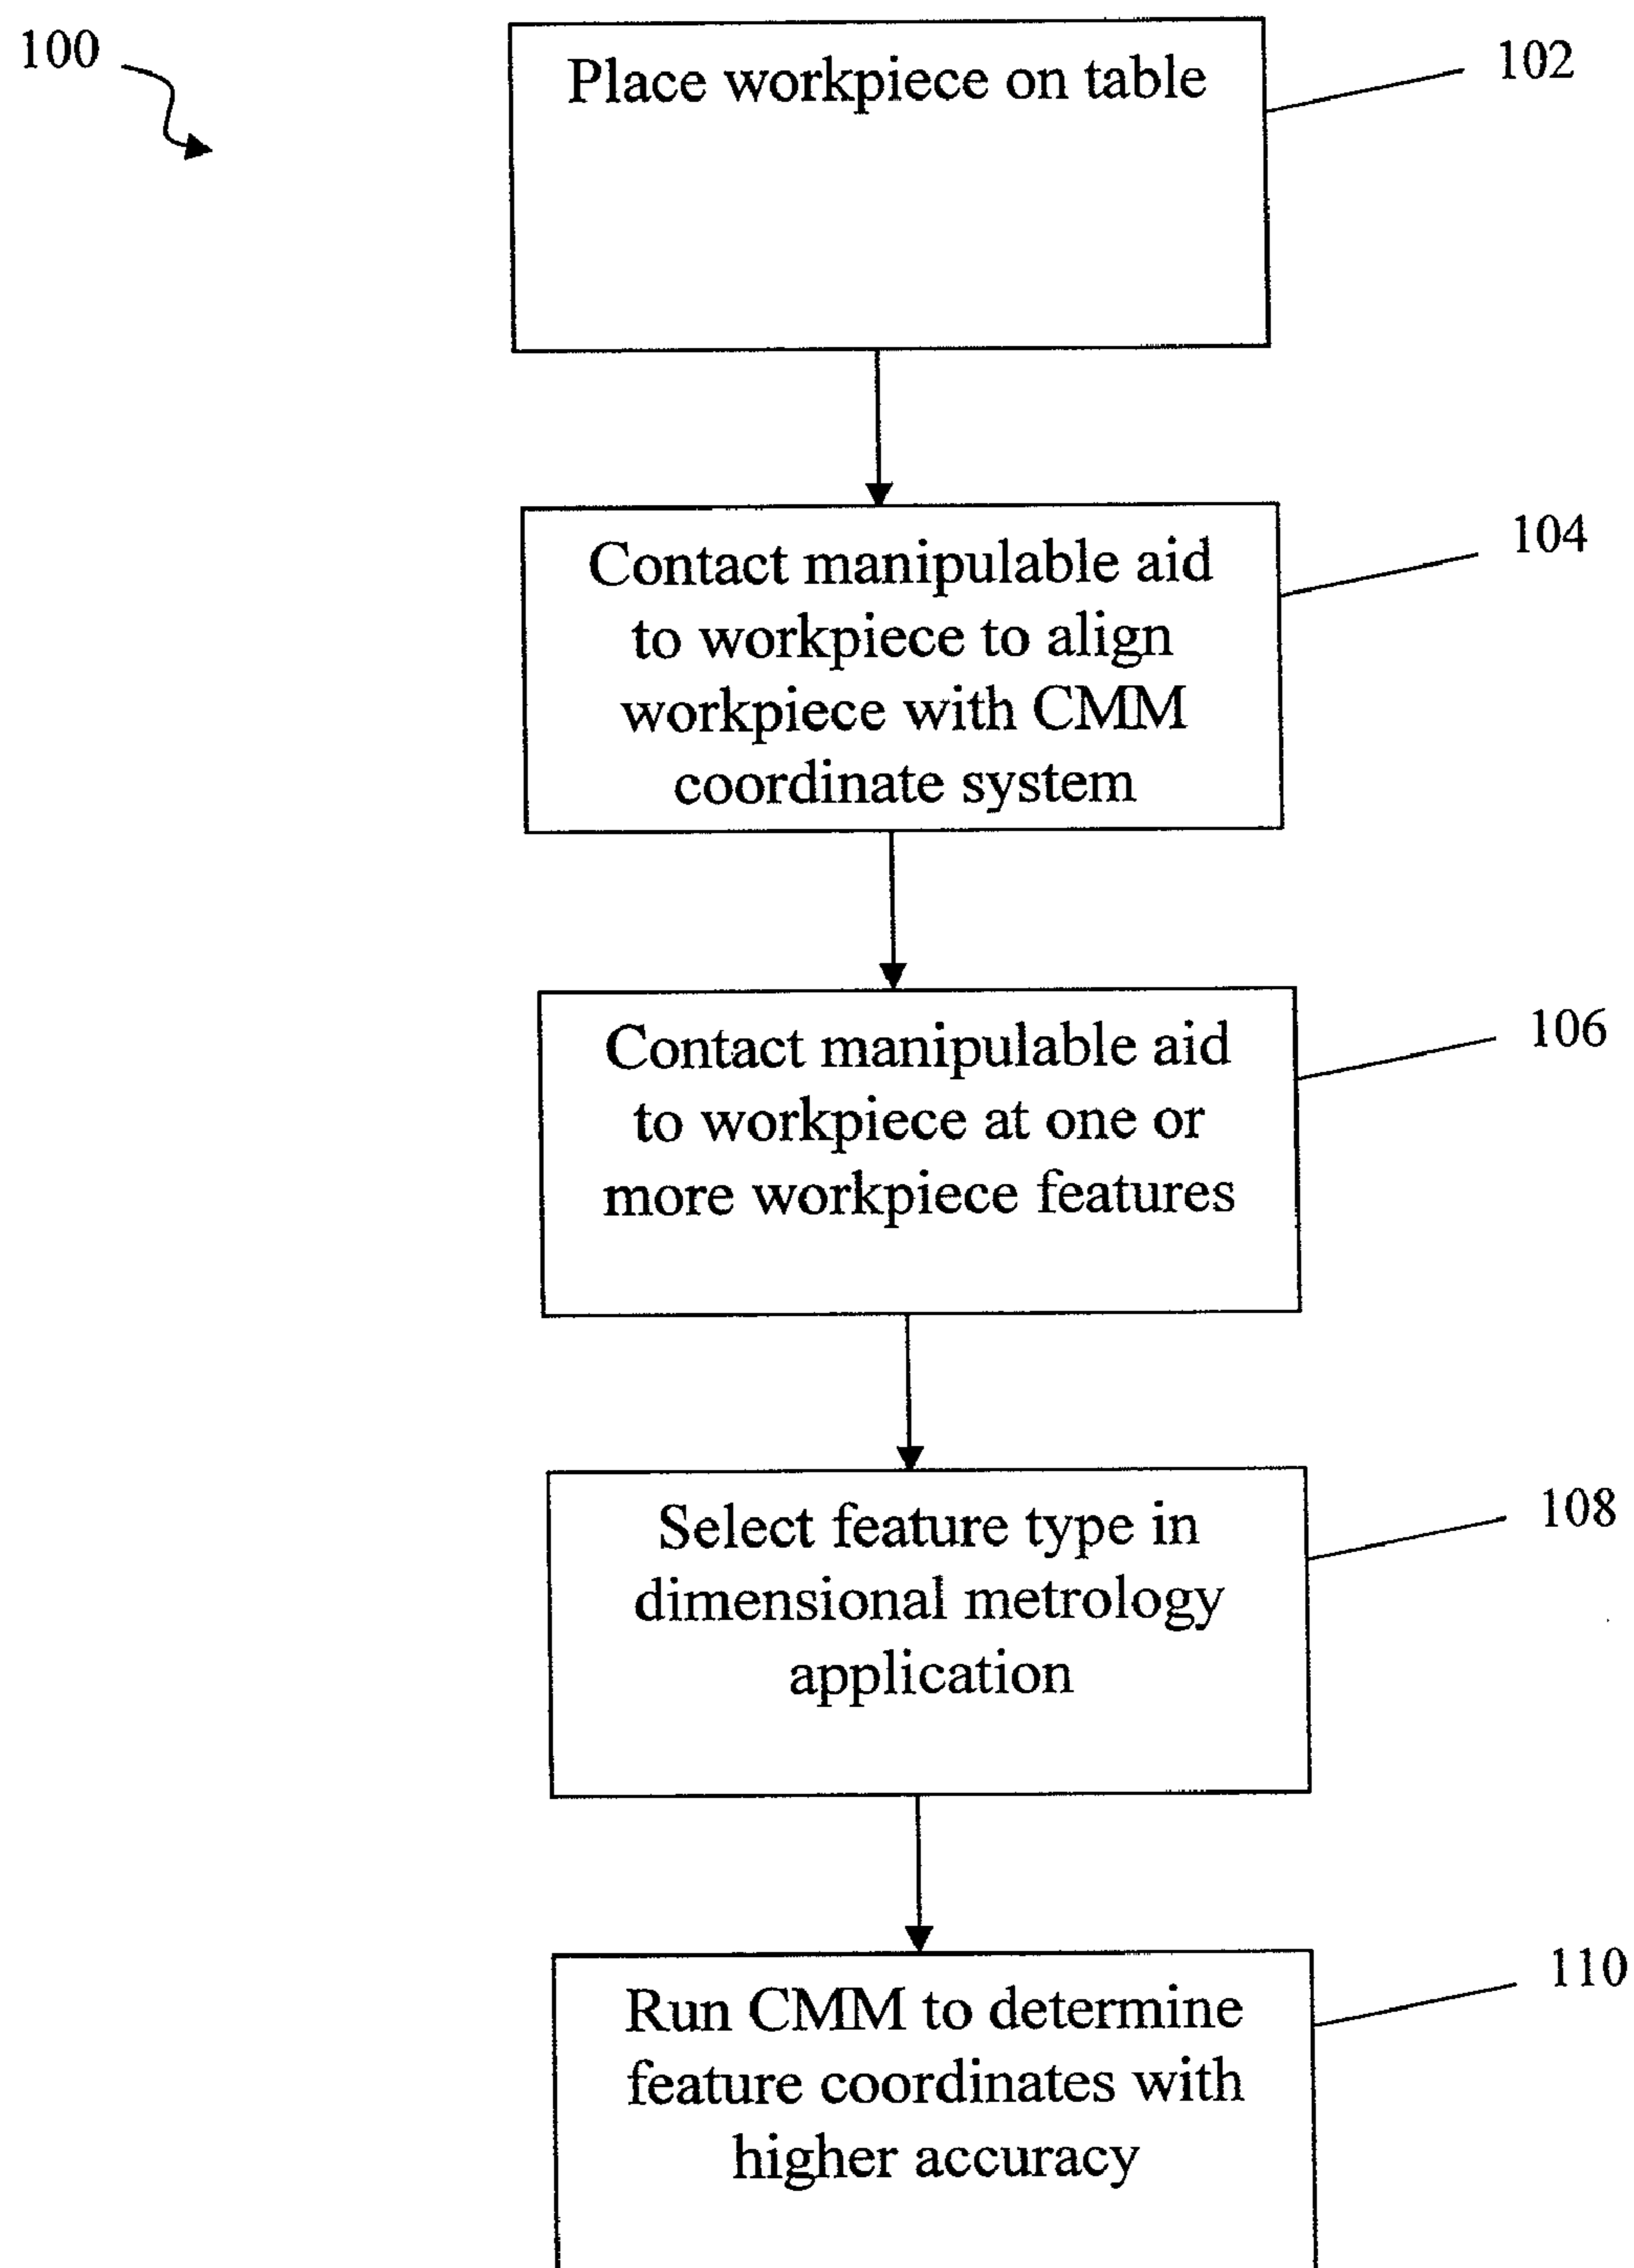 100
Place workpiece on table
102
Contact manipulable aid
to workpiece to align
workpiece with CMM
coordinate system
104
Contact manipulable aid
to workpiece at one or
more workpiece features
106
Select feature type in
dimensional metrology
application
108
Run CMM to determine
feature coordinates with
higher accuracy
110